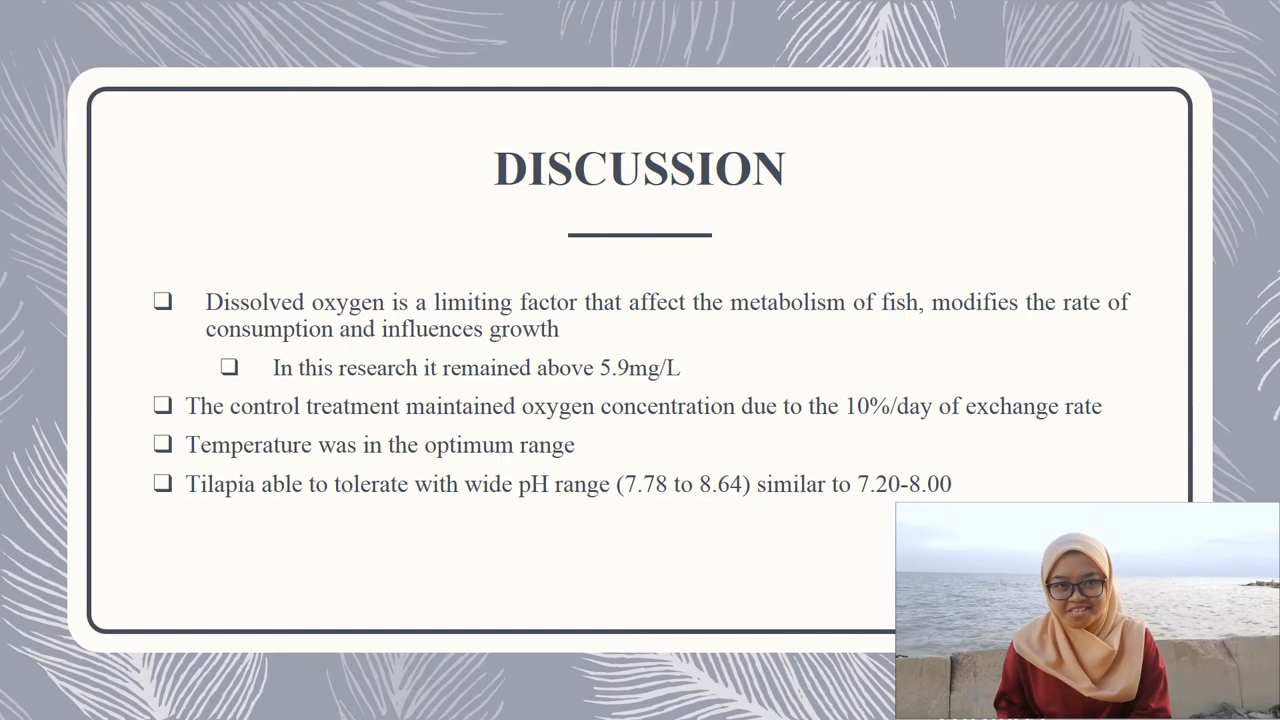 DISCUSSION
❑ Dissolved oxygen is a limiting factor that affect the metabolism of fish, modifies the rate of
consumption and influences growth
❑ In this research it remained above 5.9mg/L
❑ The control treatment maintained oxygen concentration due to the 10%/day of exchange rate
❑ Temperature was in the optimum range
❑ Tilapia able to tolerate with wide pH range (7.78 to 8.64) similar to 7.20-8.00